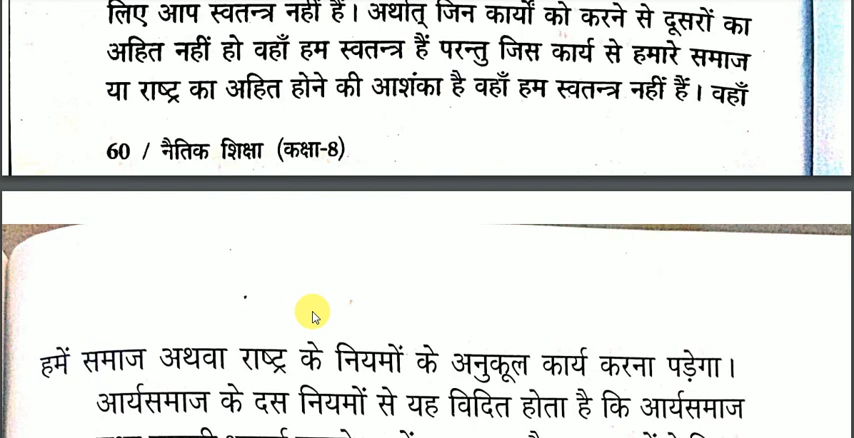 लिए आप स्वतन्त्र नहीं हैं। अर्थात् जिन कार्यों को करने से दूसरों का
अहित नहीं हो वहाँ हम स्वतन्त्र हैं परन्तु जिस कार्य से हमारे समाज
या राष्ट्र का अहित होने की आशंका है वहाँ हम स्वतन्त्र नहीं हैं। वहाँ
60 / नैतिक शिक्षा (कक्षा-8)
हमें समाज अथवा राष्ट्र के नियमों के अनुकूल कार्य करना पड़ेगा।
आर्यसमाज के दस नियमों से यह विदित होता है कि आर्यसमाज